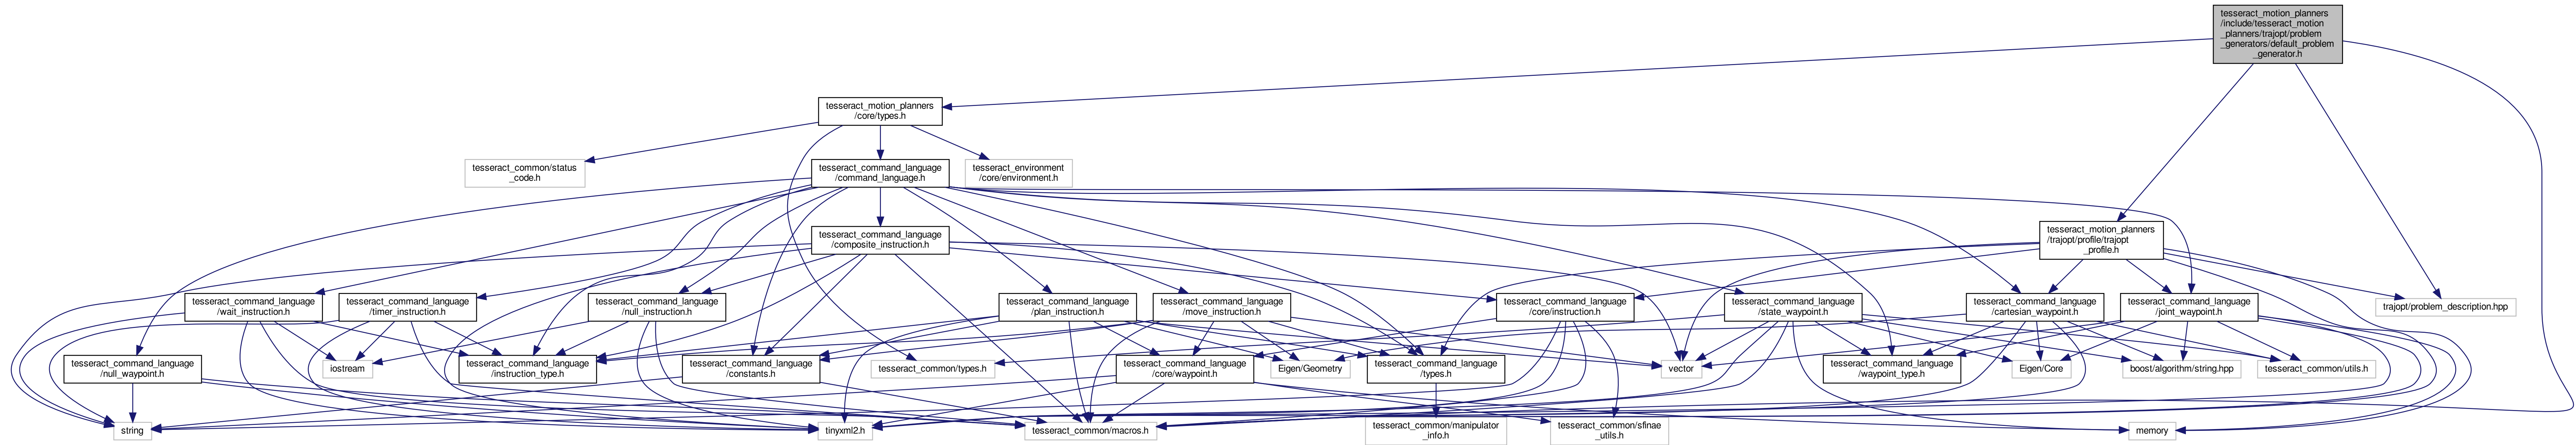 tesseract_motion_planners
/include/tesseract_motion
_planners/trajopt/problem
_generators/default_problem
_generator.h
tesseract_motion_planners
/core/types.h
tesseract_common/status
_code.h
tesseract_command_language
/command_language.h
tesseract_environment
/core/environment.h
tesseract_command_language
/composite_instruction.h
tesseract_motion_planners
/trajopt/profile/trajopt
_profile.h
tesseract_command_language
/wait_instruction.h
tesseract_command_language
/timer_instruction.h
tesseract_command_language
/null_instruction.h
tesseract_command_language
/plan_instruction.h
tesseract_command_language
/move_instruction.h
tesseract_command_language
/core/instruction.h
tesseract_command_language
/state_waypoint.h
tesseract_command_language
/cartesian_waypoint.h
tesseract_command_language
/joint_waypoint.h
trajopt/problem_description.hpp
tesseract_command_language
/null_waypoint.h
iostream
tesseract_command_language
/instruction_type.h
tesseract_command_language
/constants.h
tesseract_common/types.h
tesseract_command_language
/core/waypoint.h
Eigen/Geometry
tesseract_command_language
/types.h
vector
tesseract_command_language
/waypoint_type.h
Eigen/Core
boost/algorithm/string.hpp
tesseract_common/utils.h
string
tinyxml2.h
tesseract_common/macros.h
tesseract_common/manipulator
_info.h
tesseract_common/sfinae
_utils.h
memory